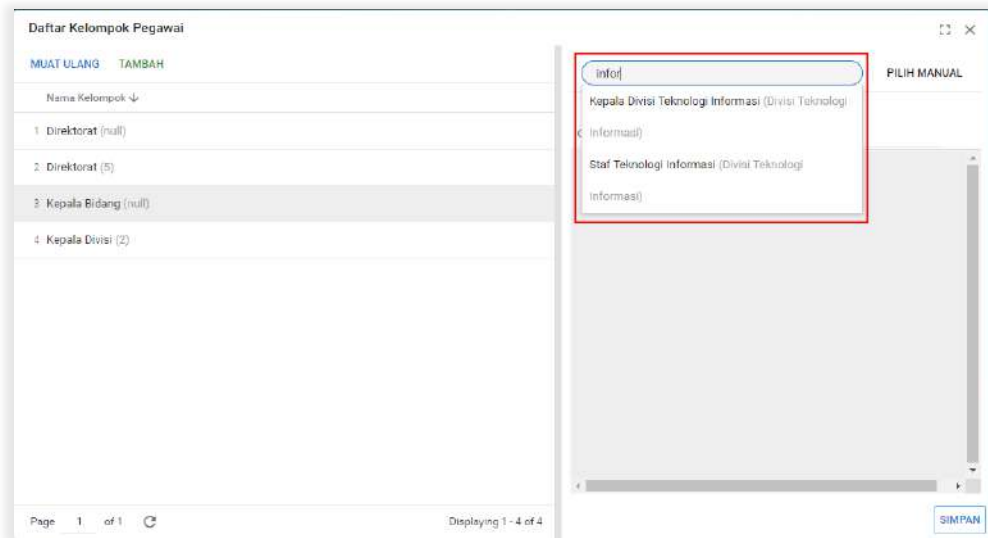 Daftar Kelompok Pegawai
MUAT ULANG TAMBAH
Nama Kelompok
1 Direktorat (null)
2 Direktorat (5)
3 Kepala Bidang (null)
4 Kepala Divisi (2)
Page 1 of 1
Displaying 1 - 4 of 4
infor
PILIH MANUAL
Kepala Divisi Teknologi Informasi (Divisi Teknologi
Informasi)
Staf Teknologi Informasi (Divisi Teknologi
Informasi)
SIMPAN